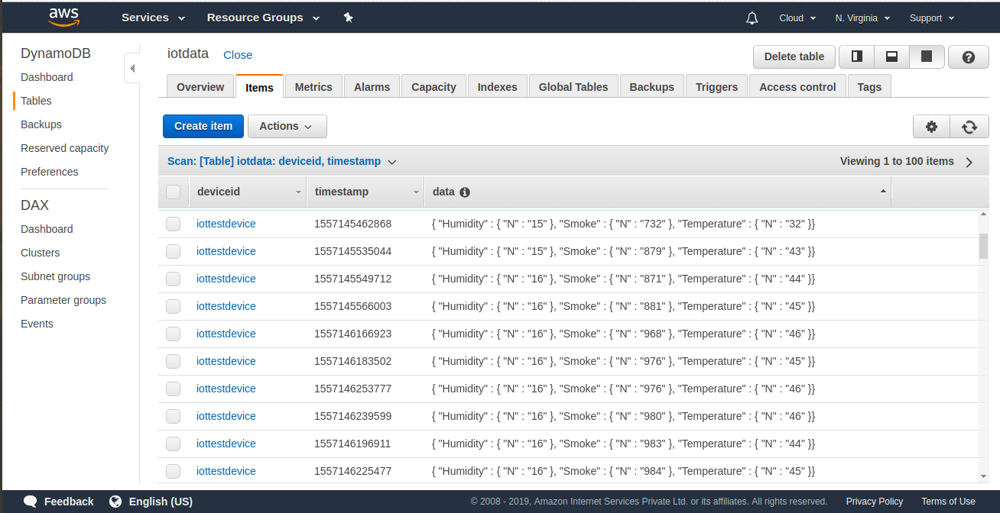 aws Services Resource Groups Cloud N. Virginia Support
DynamoDB
Dashboard
Tables
Backups
Reserved capacity
Preferences
DAX
Dashboard
Clusters
Subnet groups
Parameter groups
Events
iotdata Close
Delete table
Overview Items Metrics Alarms Capacity Indexes Global Tables Backups Triggers Access control Tags
Create item Actions
Scan: [Table] iotdata: deviceid, timestamp Viewing 1 to 100 items
deviceid timestamp data
iottestdevice 1557145462868 { "Humidity" : { "N" : "15" }, "Smoke" : { "N" : "732" }, "Temperature" : { "N" : "32" }}
iottestdevice 1557145535044 { "Humidity" : { "N" : "15" }, "Smoke" : { "N" : "879" }, "Temperature" : { "N" : "43" }}
iottestdevice 1557145549712 { "Humidity" : { "N" : "16" }, "Smoke" : { "N" : "871" }, "Temperature" : { "N" : "44" }}
iottestdevice 1557145566003 { "Humidity" : { "N" : "16" }, "Smoke" : { "N" : "881" }, "Temperature" : { "N" : "45" }}
iottestdevice 1557146166923 { "Humidity" : { "N" : "16" }, "Smoke" : { "N" : "968" }, "Temperature" : { "N" : "46" }}
iottestdevice 1557146183502 { "Humidity" : { "N" : "16" }, "Smoke" : { "N" : "976" }, "Temperature" : { "N" : "45" }}
iottestdevice 1557146253777 { "Humidity" : { "N" : "16" }, "Smoke" : { "N" : "976" }, "Temperature" : { "N" : "46" }}
iottestdevice 1557146239599 { "Humidity" : { "N" : "16" }, "Smoke" : { "N" : "980" }, "Temperature" : { "N" : "46" }}
iottestdevice 1557146196911 { "Humidity" : { "N" : "16" }, "Smoke" : { "N" : "983" }, "Temperature" : { "N" : "44" }}
iottestdevice 1557146225477 { "Humidity" : { "N" : "16" }, "Smoke" : { "N" : "984" }, "Temperature" : { "N" : "45" }}
Feedback English (US) © 2008 - 2019, Amazon Internet Services Private Ltd. or its affiliates. All rights reserved. Privacy Policy Terms of Use